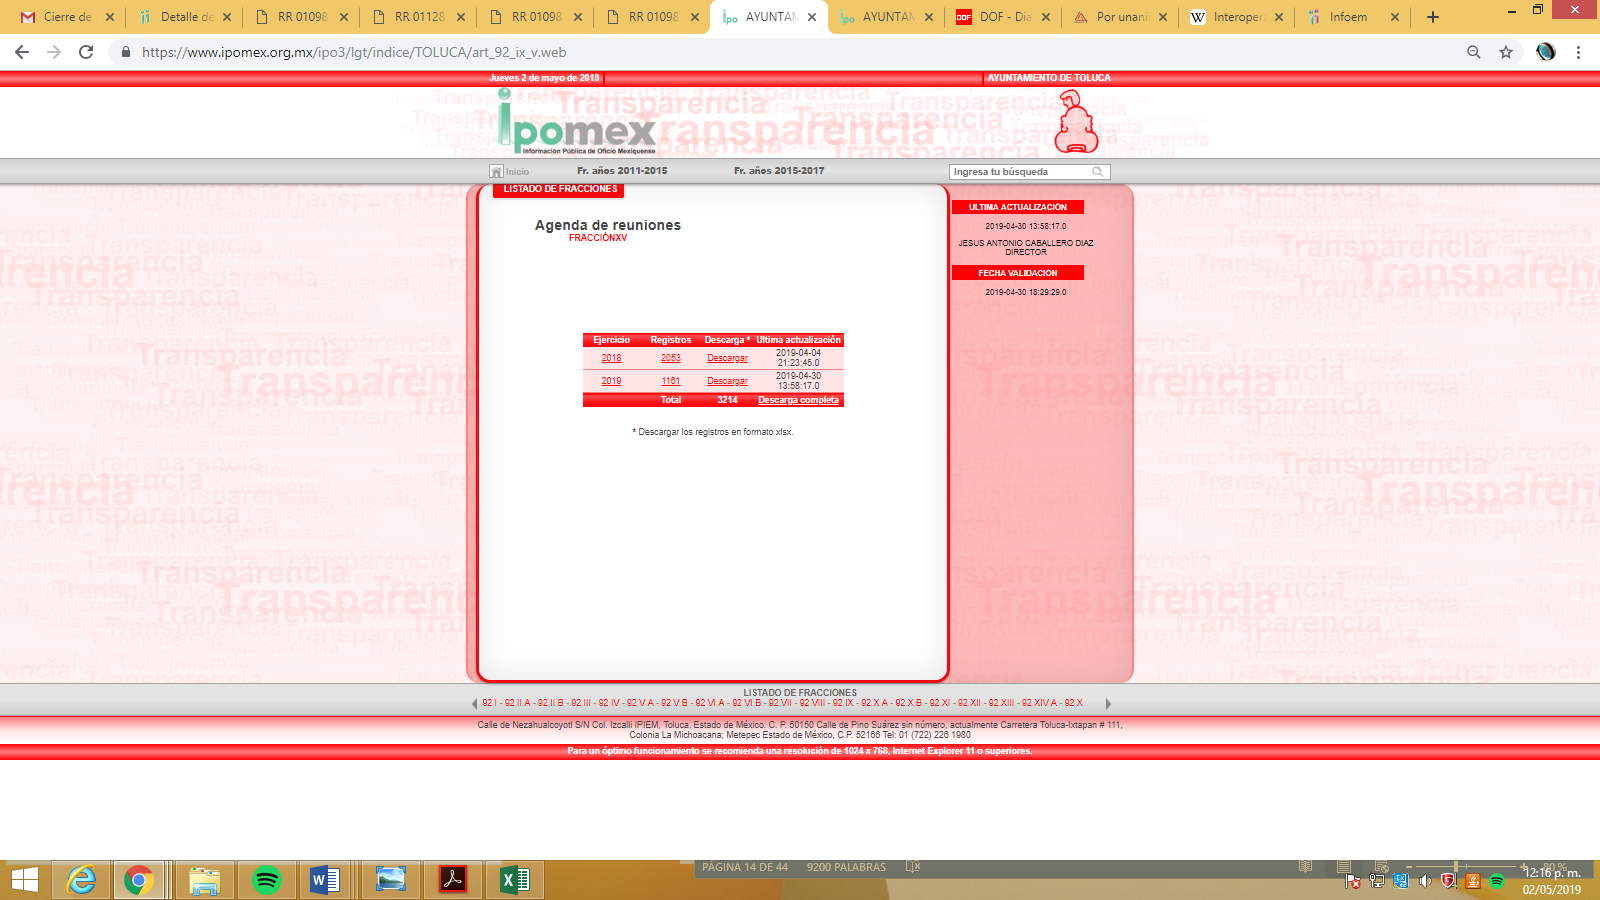 Cierre de
Detalle de
RR 01098
RR 01128
RR 01098
RR 01098
AYUNTAM
AYUNTAM
DOF DOF - Dia
Por unani
W Interopera
Infoem
https://www.ipomex.org.mx/ipo3/lgt/indice/TOLUCA/art_92_ix_v.web
Jueves 2 de mayo de 2019
AYUNTAMIENTO DE TOLUCA
Transparencia
ipomex
Información Pública de Oficio Mexiquense
Inicio
Fr. años 2011-2015
Fr. años 2015-2017
Ingresa tu búsqueda
LISTADO DE FRACCIONES
Agenda de reuniones
FRACCIÓNXV
ULTIMA ACTUALIZACIÓN
2019-04-30 13:58:17.0
JESUS ANTONIO CABALLERO DIAZ
DIRECTOR
FECHA VALIDACIÓN
2019-04-30 18:29:29.0
Ejercicio Registros Descarga * Ultima actualización
2018 2053 Descargar 2019-04-04 21:23:45.0
2019 1161 Descargar 2019-04-30 13:58:17.0
Total 3214 Descarga completa
* Descargar los registros en formato xlsx.
LISTADO DE FRACCIONES
92 I - 92 II A - 92 II B - 92 III - 92 IV - 92 V A - 92 V B - 92 VI A - 92 VI B - 92 VII - 92 VIII - 92 IX - 92 X A - 92 X B - 92 XI - 92 XII - 92 XIII - 92 XIV A - 92 X
Calle de Nezahualcoyotl S/N Col. Izcalli IPIEM, Toluca, Estado de México. C. P. 50150 Calle de Pino Suárez sin número, actualmente Carretera Toluca-Ixtapan # 111,
Colonia La Michoacana; Metepec Estado de México, C.P. 52166 Tel: 01 (722) 226 1980
Para un óptimo funcionamiento se recomienda una resolución de 1024 x 768, Internet Explorer 11 o superiores.
PÁGINA 14 DE 44
9200 PALABRAS
80 %
12:16 p. m.
02/05/2019